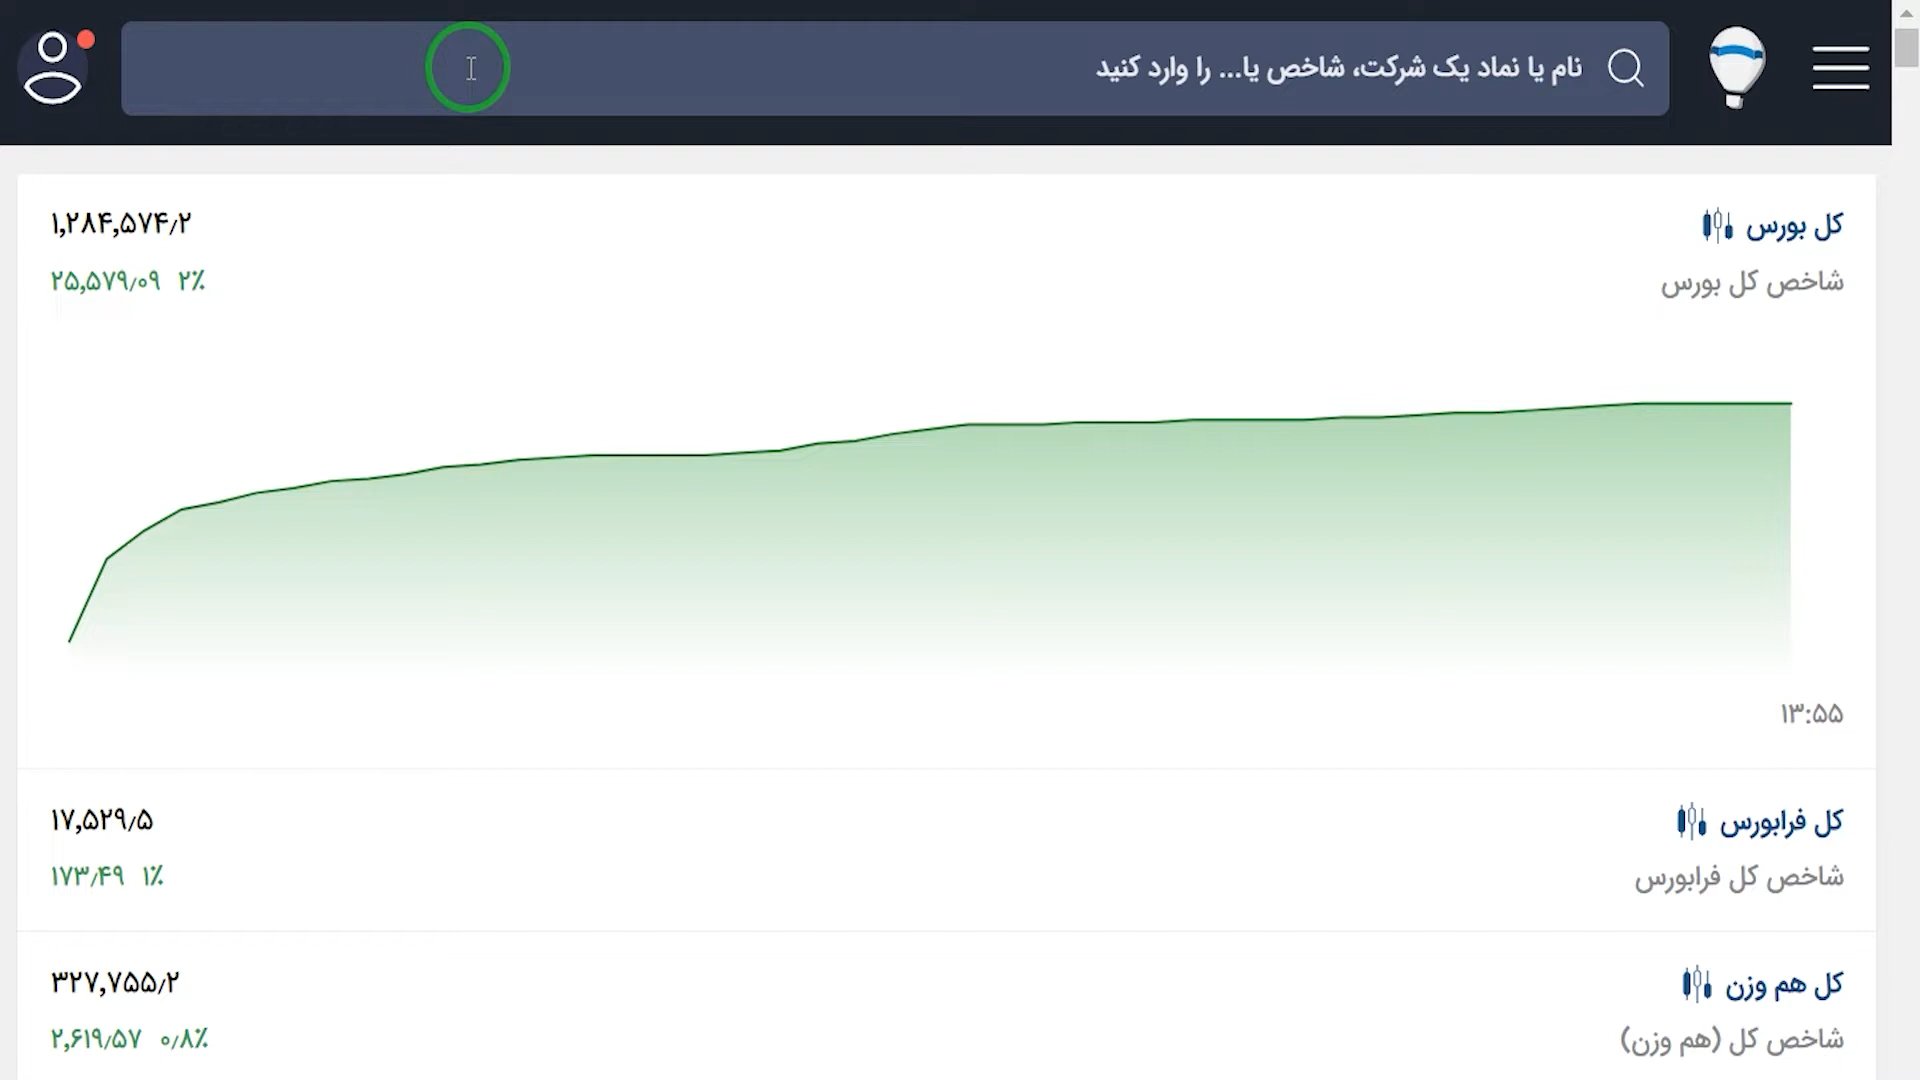 نام یا نماد یک شرکت، شاخص یا... را وارد کنید
کل بورس
۱,۲۸۴,۵۷۴٫۲
شاخص کل بورس
۲۵,۵۷۹٫۰۹ ۲٪
۱۳:۵۵
کل فرابورس
۱۷,۵۲۹٫۵
شاخص کل فرابورس
۱۷۳٫۴۹ ۱٪
کل هم وزن
۳۲۷,۷۵۵٫۲
شاخص کل (هم وزن)
۲,۶۱۹٫۵۷ ۰٫۸٪